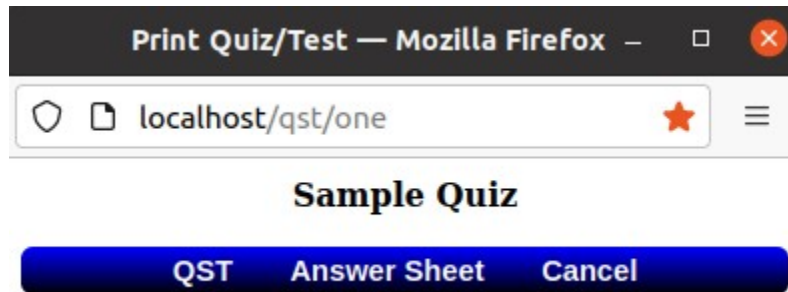 Print Quiz/Test — Mozilla Firefox
localhost/qst/one
Sample Quiz
QST Answer Sheet Cancel